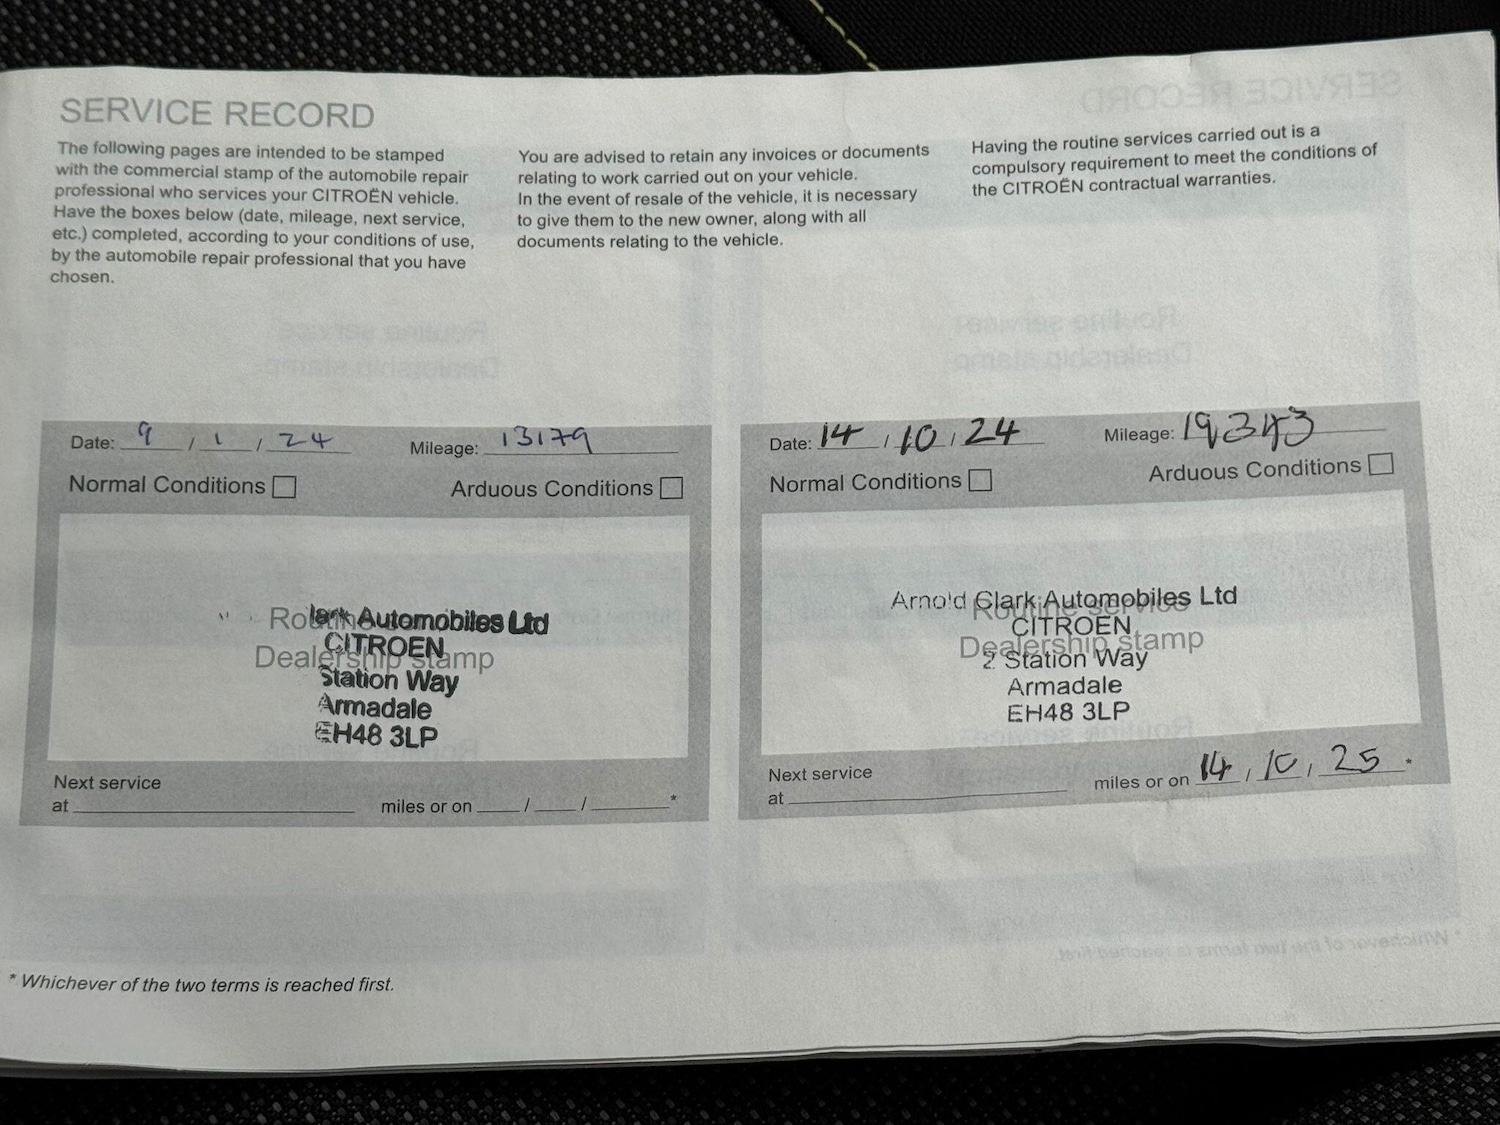 SERVICE RECORD
The following pages are intended to be stamped
with the commercial stamp of the automobile repair
professional who services your CITROËN vehicle.
Have the boxes below (date, mileage, next service,
etc.) completed, according to your conditions of use,
by the automobile repair professional that you have
chosen.
You are advised to retain any invoices or documents
relating to work carried out on your vehicle.
In the event of resale of the vehicle, it is necessary
to give them to the new owner, along with all
documents relating to the vehicle.
Having the routine services carried out is a
compulsory requirement to meet the conditions of
the CITROËN contractual warranties.
Date: 9 / 1 / 24 Mileage: 13179
Normal Conditions Arduous Conditions
Automobiles Ltd
CITROEN
Dealership stamp
Station Way
Armadale
EH48 3LP
Next service
at miles or on / / *
Date: 14 / 10 / 24 Mileage: 19343
Normal Conditions Arduous Conditions
Arnold Clark Automobiles Ltd
Routine service
CITROEN
Dealership stamp
2 Station Way
Armadale
EH48 3LP
Next service
at miles or on 14 / 10 / 25 *
* Whichever of the two terms is reached first.